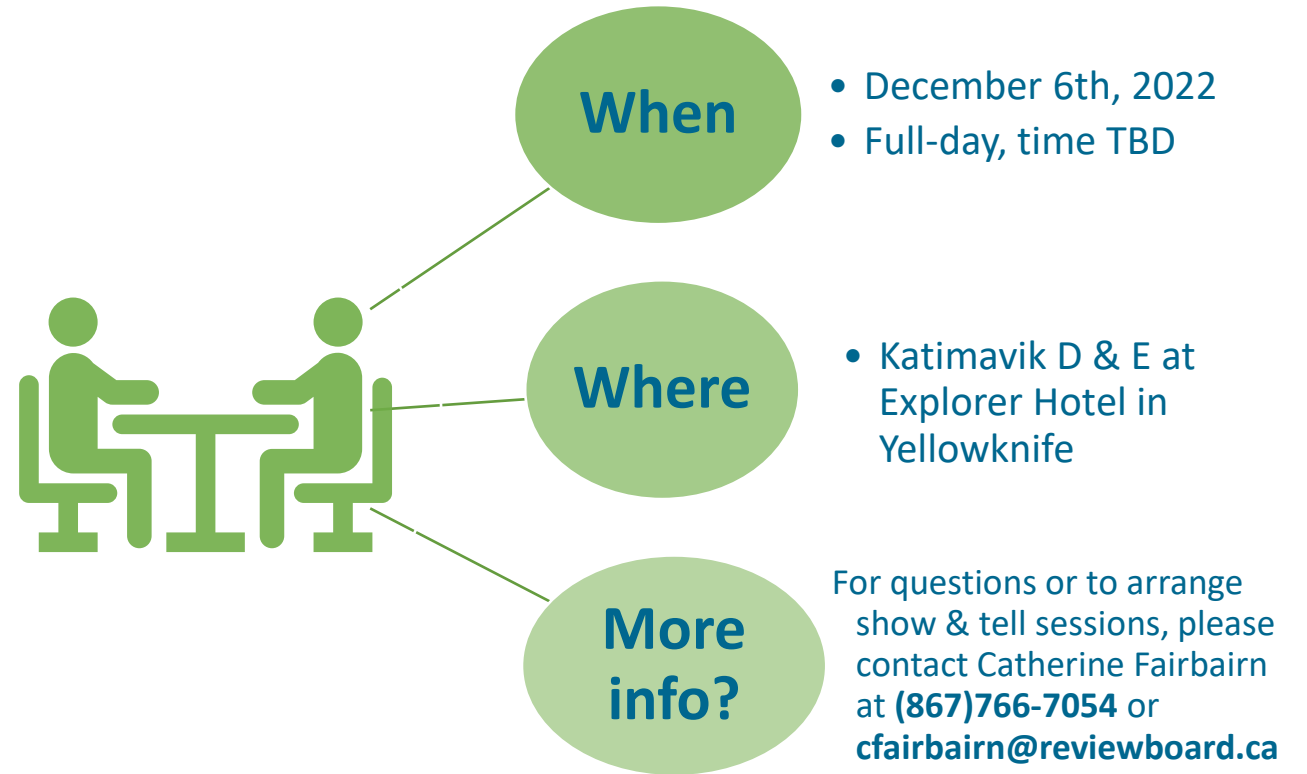 When
• December 6th, 2022
• Full-day, time TBD
Where
• Katimavik D & E at
Explorer Hotel in
Yellowknife
More
info?
For questions or to arrange
show & tell sessions, please
contact Catherine Fairbairn
at (867)766-7054 or
cfairbairn@reviewboard.ca